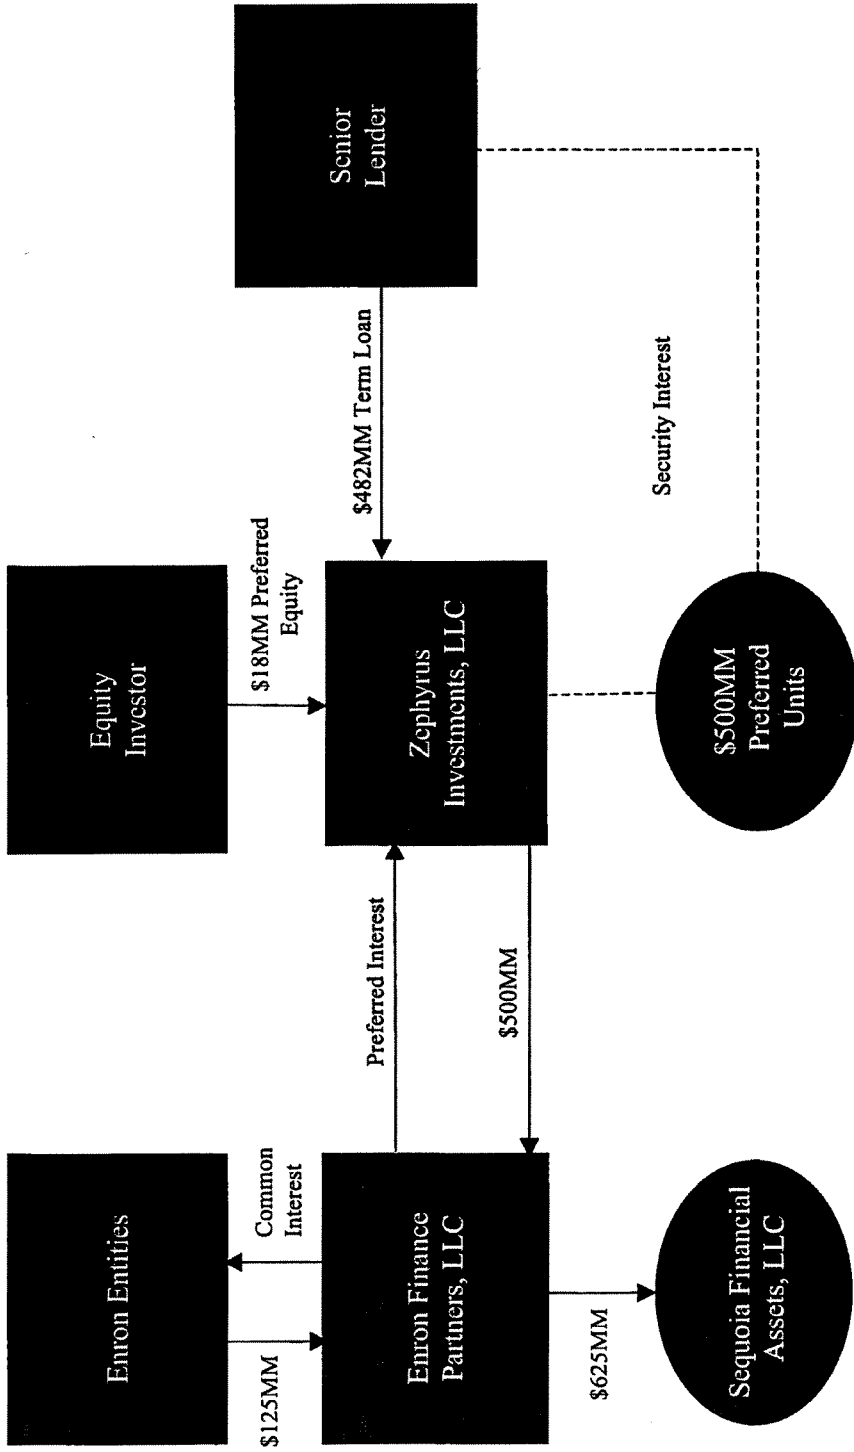 Enron Entities
Equity
Investor
$125MM
Common
Interest
$18MM Preferred
Equity
Senior
Lender
Enron Finance
Partners, LLC
Preferred Interest
$500MM
Zephyrus
Investments, LLC
$482MM Term Loan
$625MM
Security Interest
Sequoia Financial
Assets, LLC
$500MM
Preferred
Units